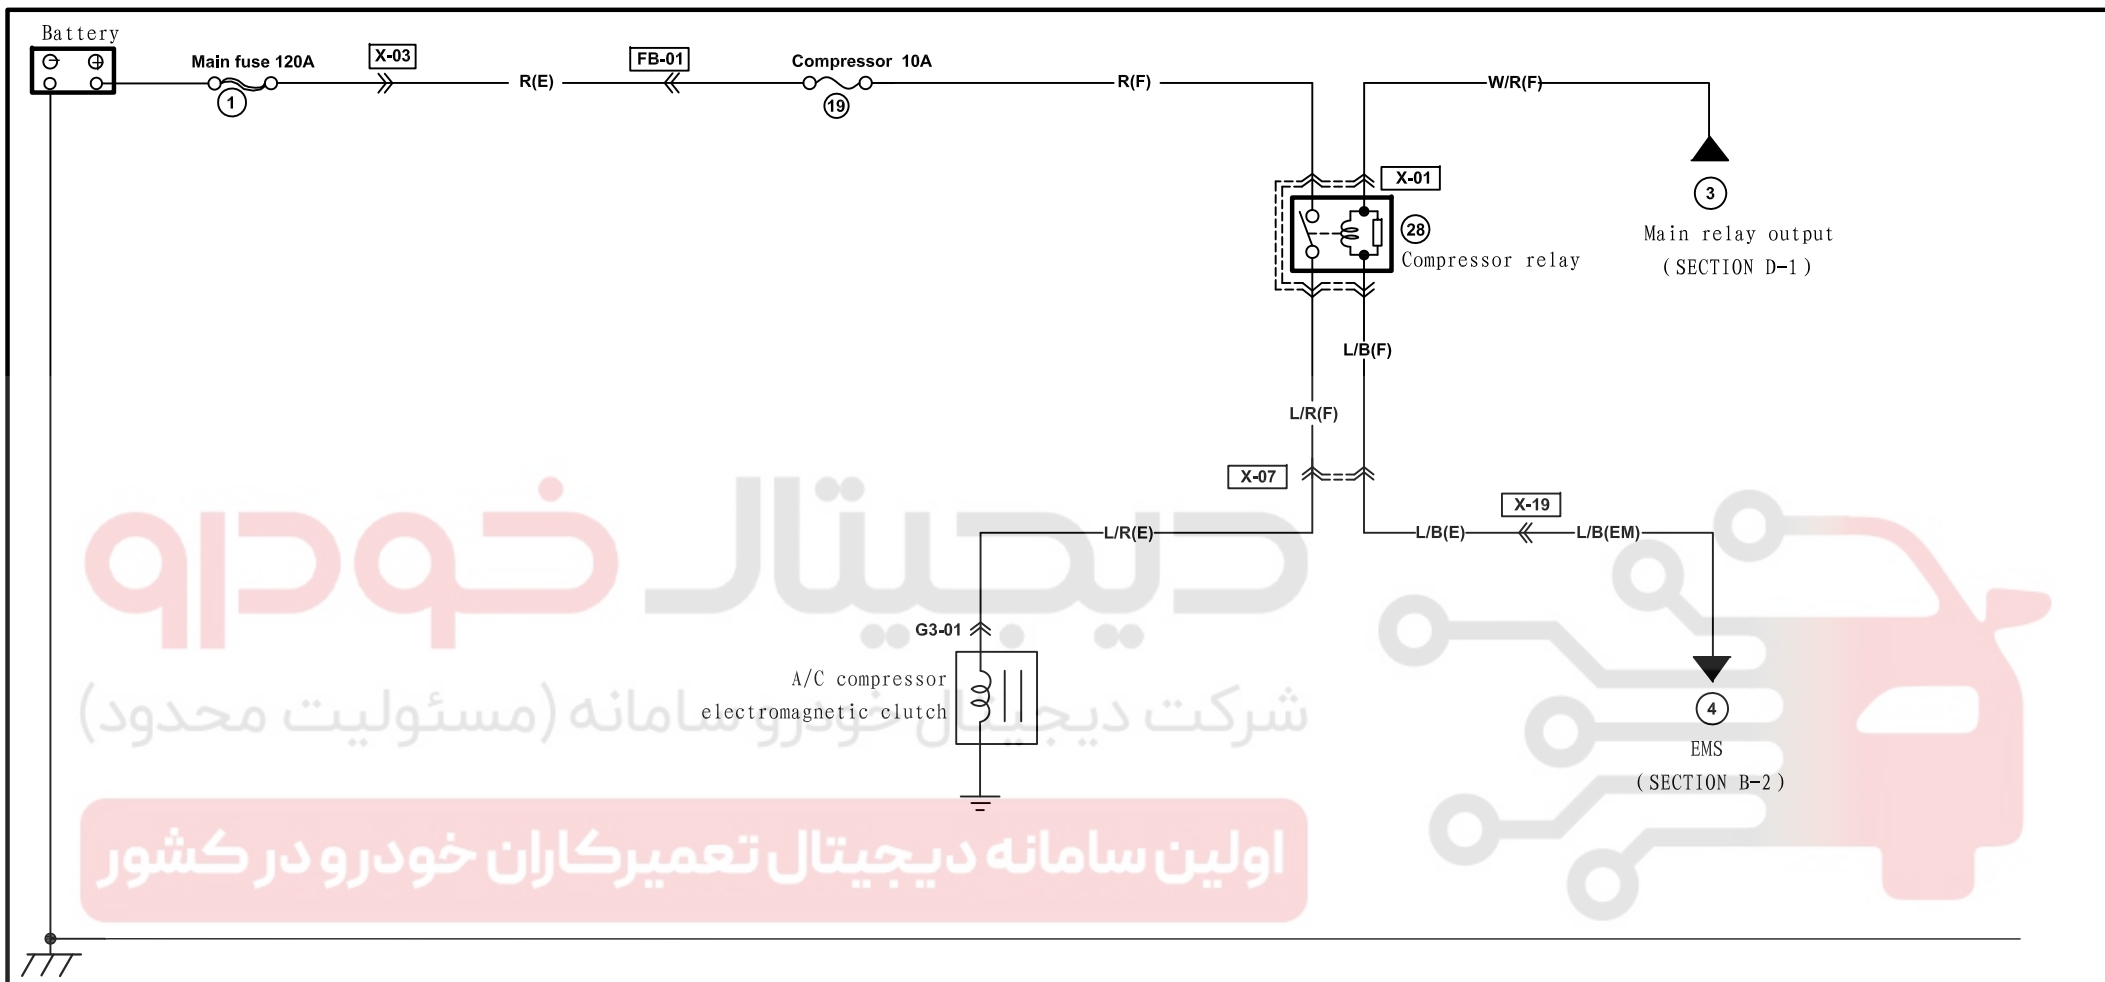 Battery
Main fuse 120A
X-03
R(E)
FB-01
Compressor 10A
R(F)
W/R(F)
1
19
X-01
3
28
Compressor relay
Main relay output
(SECTION D-1)
L/B(F)
L/R(F)
X-07
X-19
L/R(E)
L/B(E)
L/B(EM)
دیجیتال خودرو
G3-01
A/C compressor
electromagnetic clutch
شرکت دیجیتال خودرو سامانه (مسئولیت محدود)
4
EMS
(SECTION B-2)
اولین سامانه دیجیتال تعمیرکاران خودرو در کشور